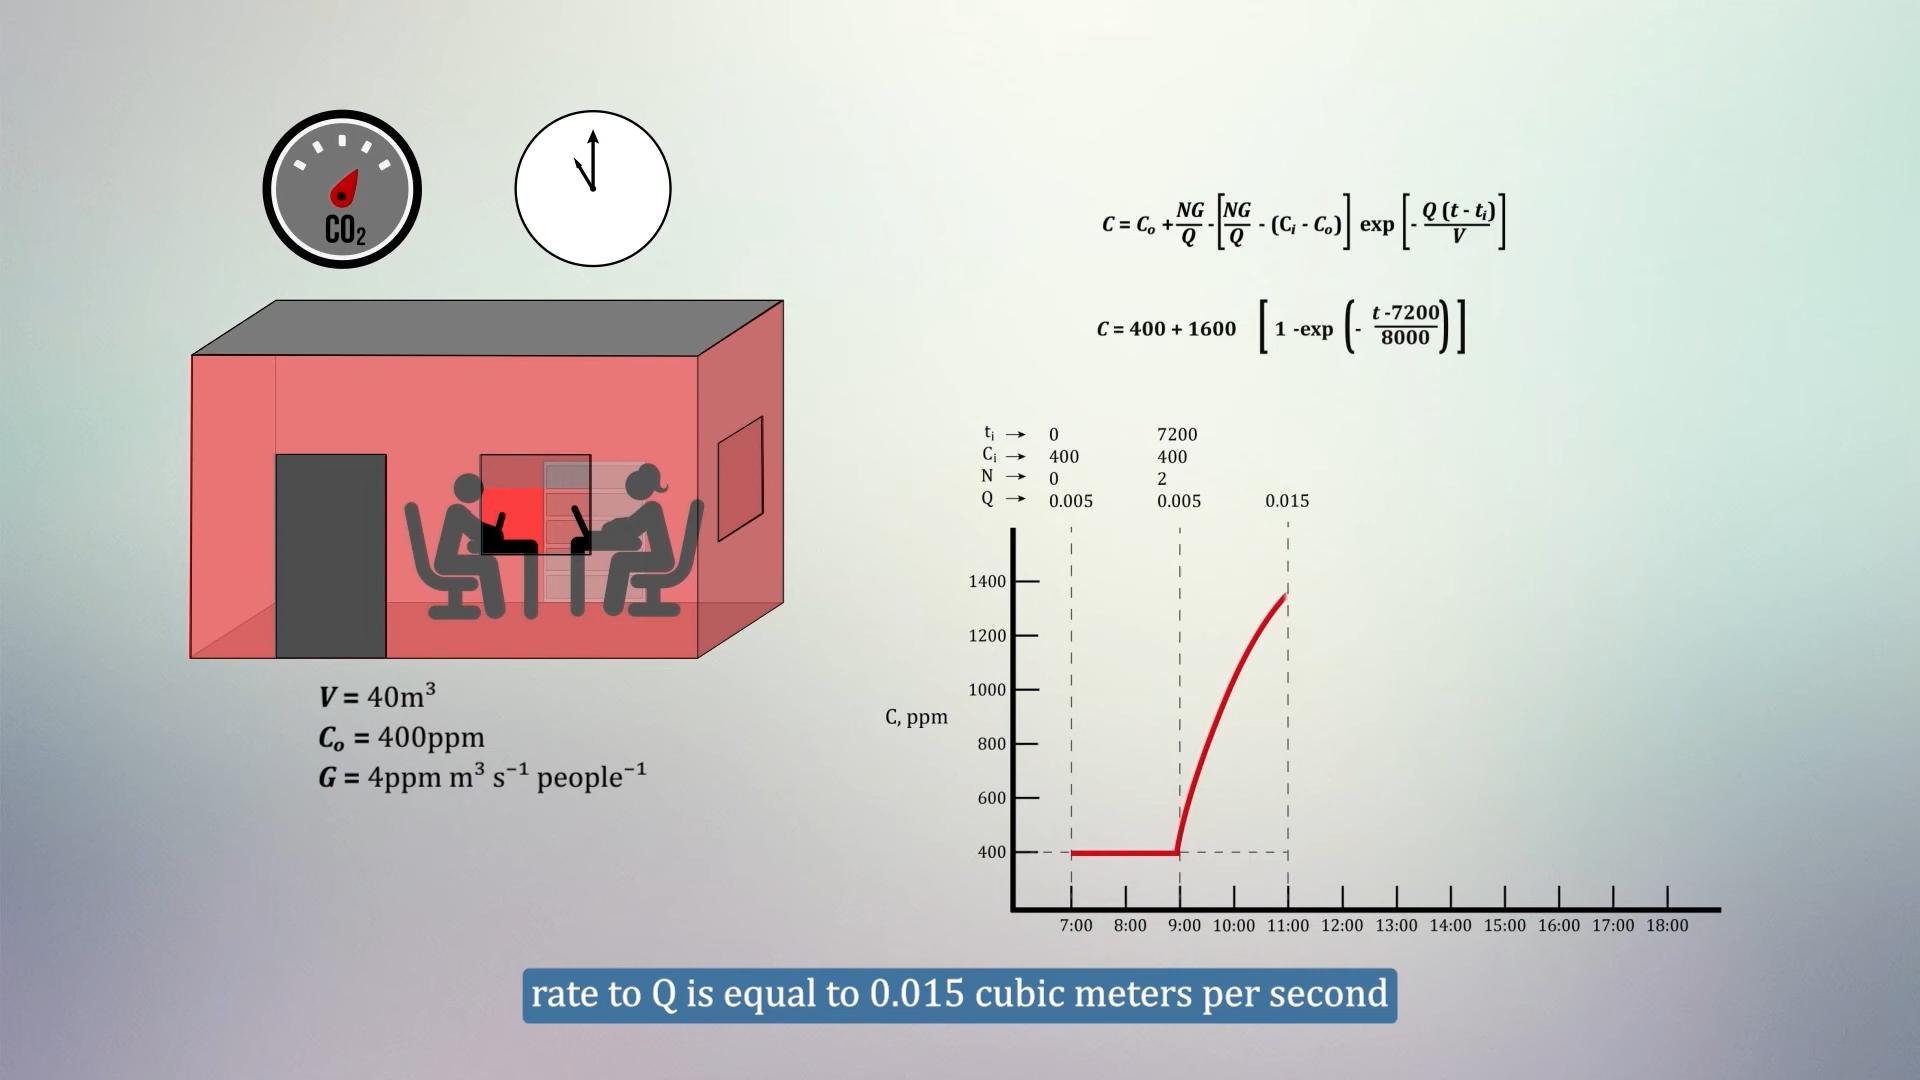 CO₂
C = Cₒ + NG/Q - [NG/Q - (Cᵢ - Cₒ)] exp [- Q (t - tᵢ)/V]
C = 400 + 1600 [1 -exp (- t -7200/8000)]
tᵢ → 0 7200
Cᵢ → 400 400
N → 0 2
Q → 0.005 0.005 0.015
V = 40m³
Cₒ = 400ppm
G = 4ppm m³ s⁻¹ people⁻¹
C, ppm
1400
1200
1000
800
600
400
7:00 8:00 9:00 10:00 11:00 12:00 13:00 14:00 15:00 16:00 17:00 18:00
rate to Q is equal to 0.015 cubic meters per second